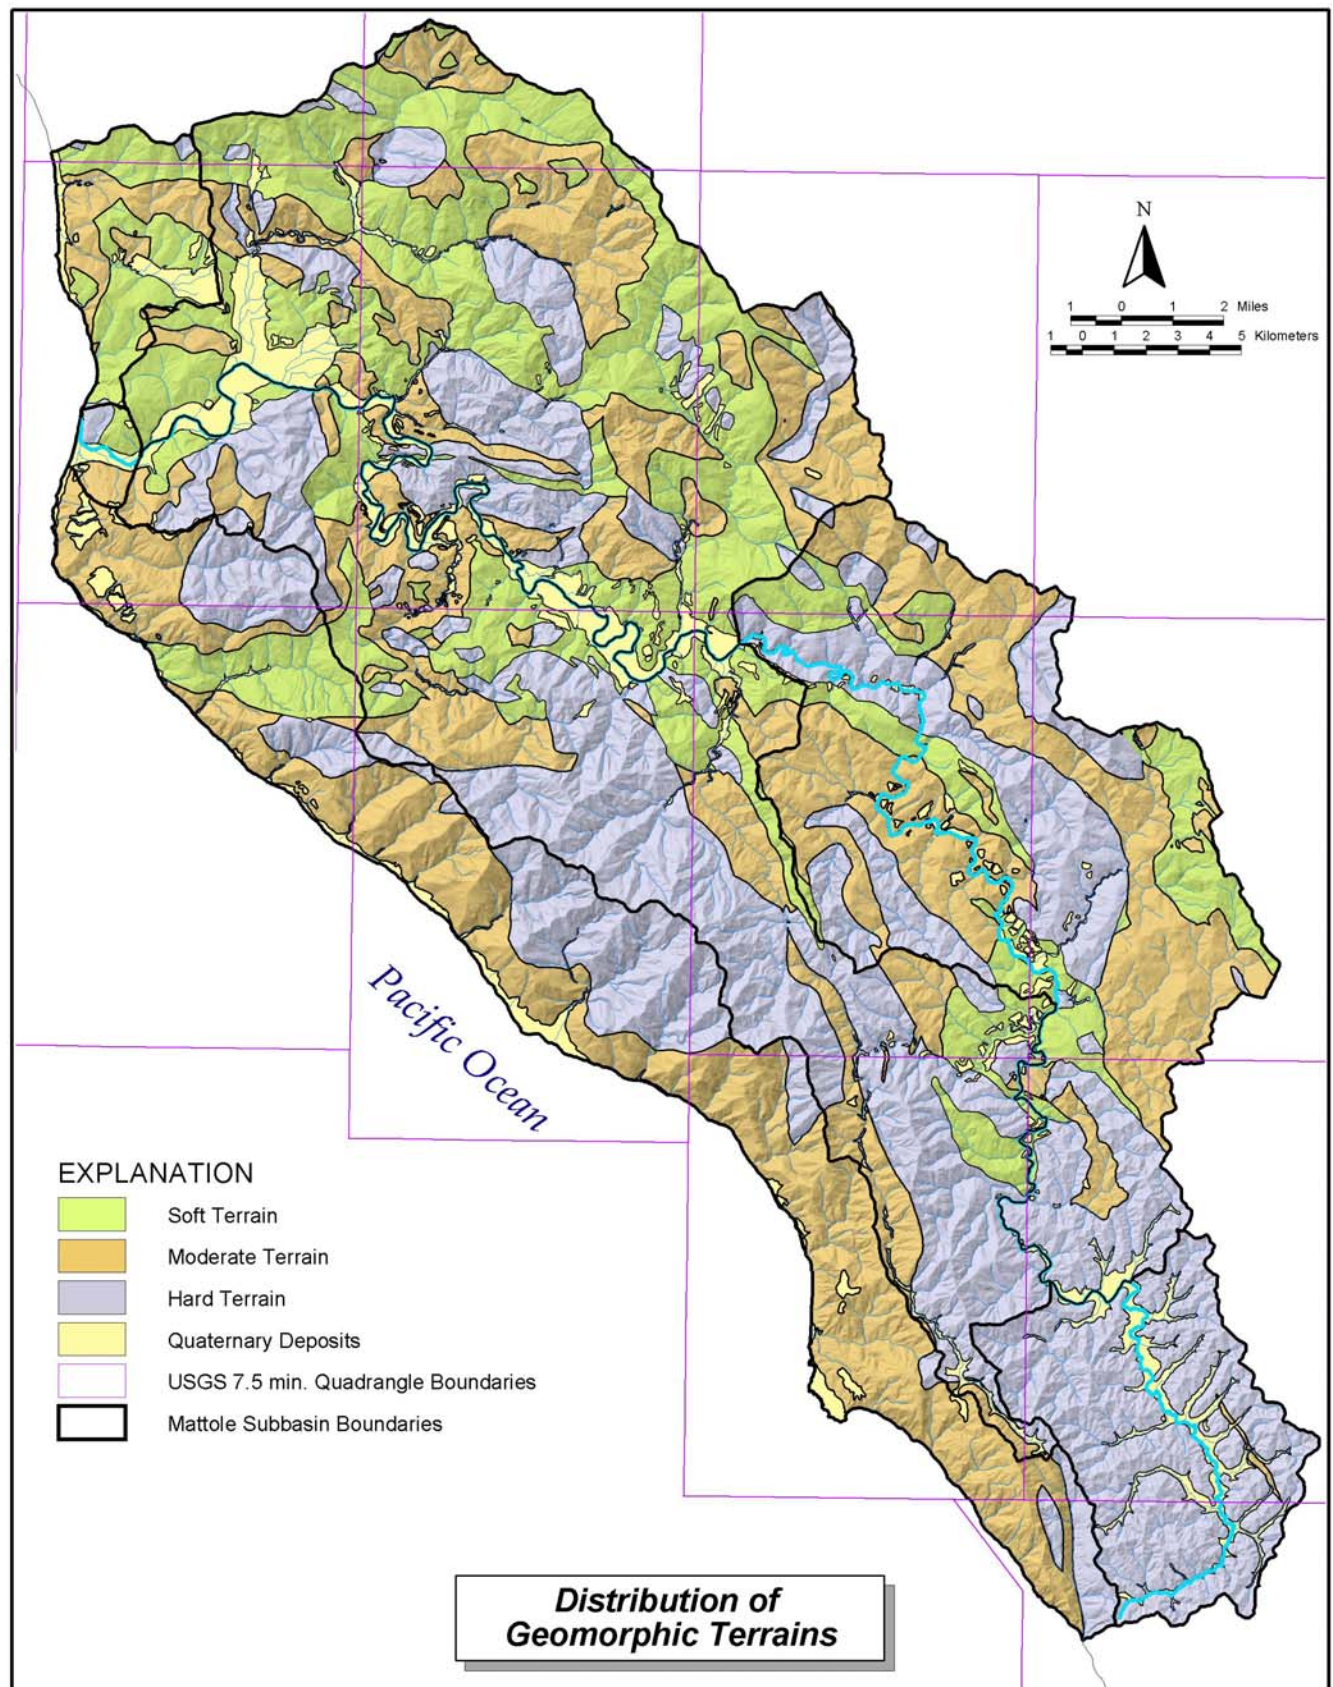 N
1 0 1 2 Miles
1 0 1 2 3 4 5 Kilometers
Pacific Ocean
EXPLANATION
Soft Terrain
Moderate Terrain
Hard Terrain
Quaternary Deposits
USGS 7.5 min. Quadrangle Boundaries
Mattole Subbasin Boundaries
Distribution of
Geomorphic Terrains